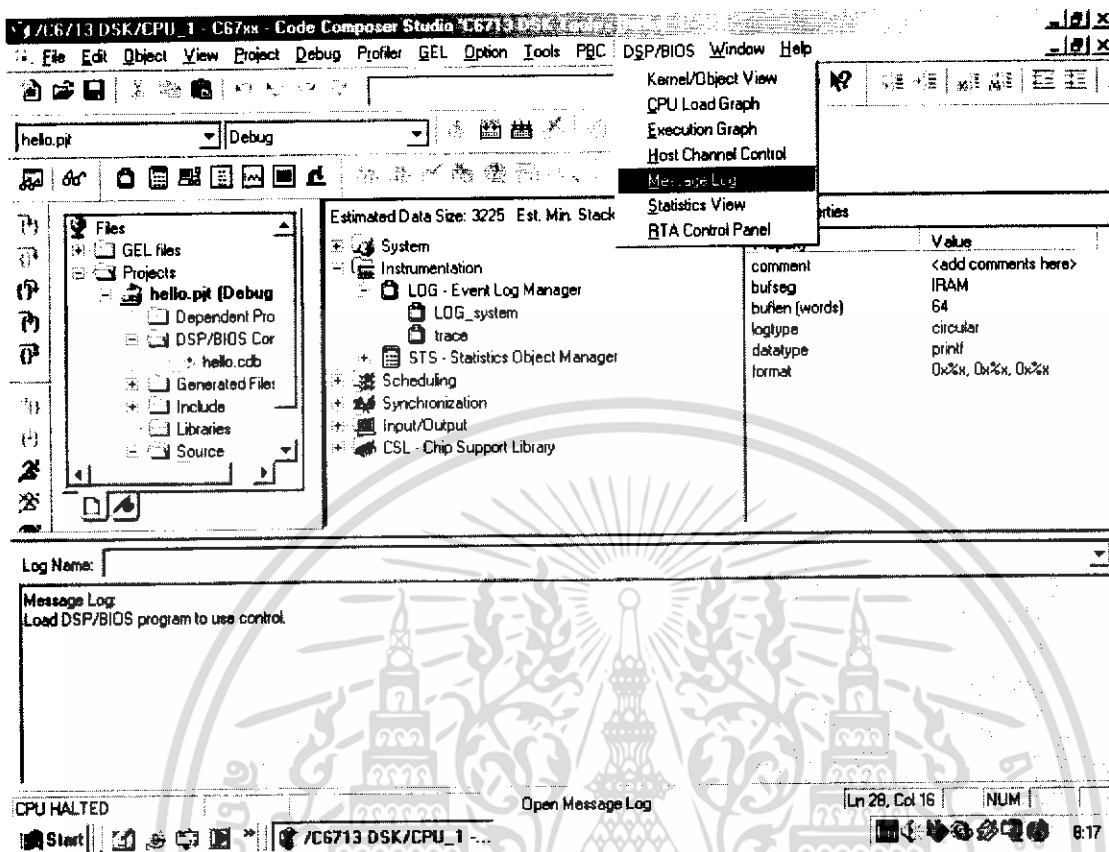 /C6713 DSK/CPU_1 - C67xx - Code Composer Studio 'C6713 DSK
File Edit Object View Project Debug Profiler GEL Option Tools PBC DSP/BIOS Window Help
Kernel/Object View
CPU Load Graph
Execution Graph
Host Channel Control
Message Log
Statistics View
RTA Control Panel
hello.pjt
Debug
Files
GEL files
Projects
hello.pjt (Debug
Dependent Pro
DSP/BIOS Cor
hello.cdb
Generated Files
Include
Libraries
Source
Estimated Data Size: 3225 Est. Min. Stack
System
Instrumentation
LOG - Event Log Manager
LOG_system
trace
STS - Statistics Object Manager
Scheduling
Synchronization
Input/Output
CSL - Chip Support Library
erties
Property Value
comment <add comments here>
bufseg IRAM
buflen (words) 64
logtype circular
datatype printf
format 0x%x, 0x%x, 0x%x
Log Name:
Message Log:
Load DSP/BIOS program to use control.
CPU HALTED
Open Message Log
Ln 28, Col 16
NUM
Start
/C6713 DSK/CPU_1 -...
8:17